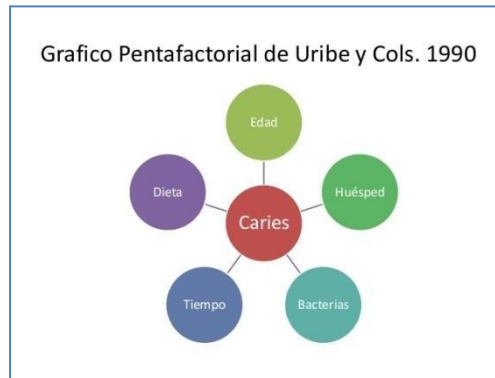 Grafico Pentafactorial de Uribe y Cols. 1990
Edad
Dieta
Huésped
Caries
Tiempo
Bacterias